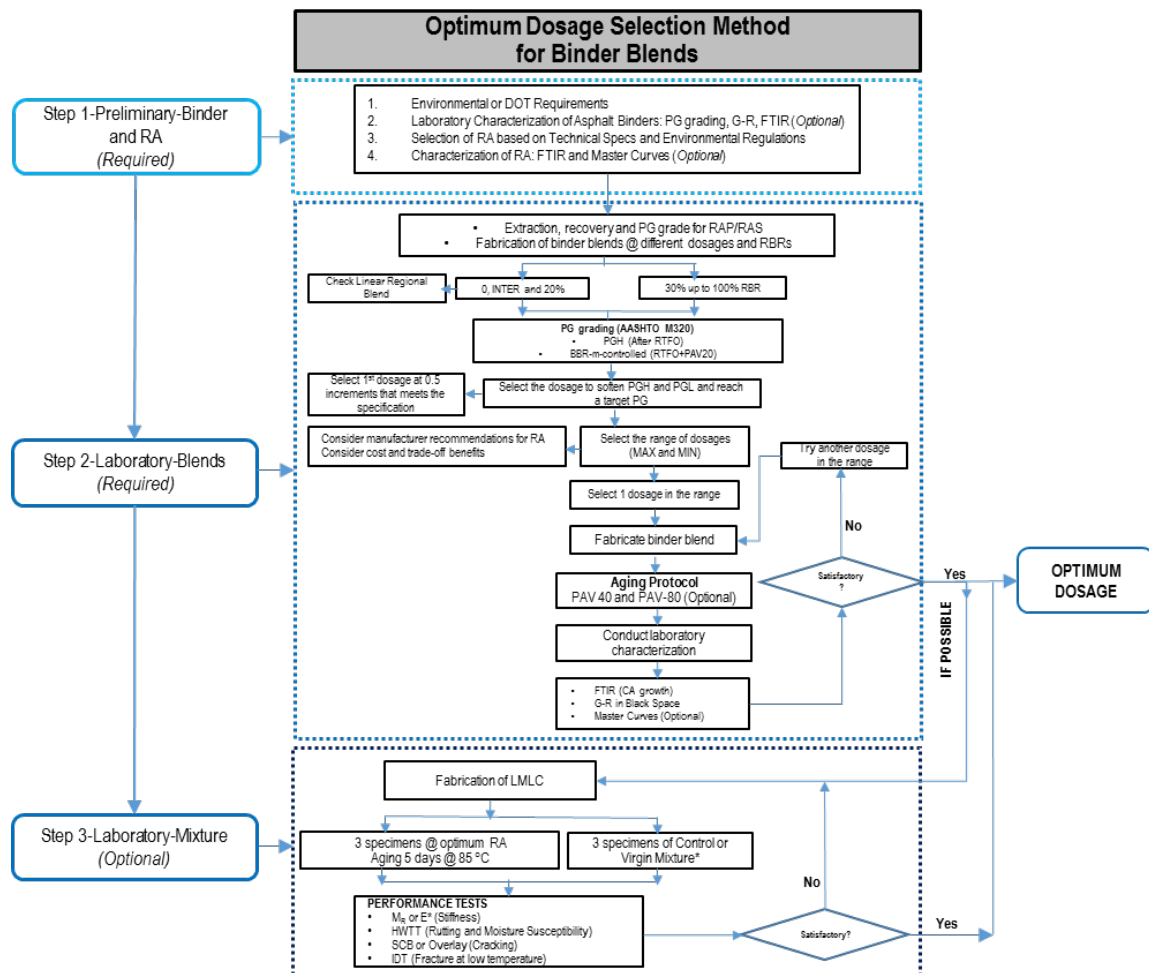 Optimum Dosage Selection Method
for Binder Blends
Step 1-Preliminary-Binder
and RA
(Required)
1. Environmental or DOT Requirements
2. Laboratory Characterization of Asphalt Binders: PG grading, G-R, FTIR (Optional)
3. Selection of RA based on Technical Specs and Environmental Regulations
4. Characterization of RA: FTIR and Master Curves (Optional)
Step 2-Laboratory-Blends
(Required)
• Extraction, recovery and PG grade for RAP/RAS
• Fabrication of binder blends @ different dosages and RBRs
Check Linear Regional
Blend
0, INTER and 20%
30% up to 100% RBR
PG grading (AASHTO M320)
• PGH (After RTFO)
• BBR-m-controlled (RTFO+PAV20)
Select 1st dosage at 0.5
increments that meets the
specification
Select the dosage to soften PGH and PGL and reach
a target PG
Consider manufacturer recommendations for RA
Consider cost and trade-off benefits
Select the range of dosages
(MAX and MIN)
Try another dosage
in the range
Select 1 dosage in the range
No
Fabricate binder blend
Aging Protocol
PAV 40 and PAV-80 (Optional)
Satisfactory
?
Yes
OPTIMUM
DOSAGE
IF POSSIBLE
Conduct laboratory
characterization
• FTIR (CA growth)
• G-R in Black Space
• Master Curves (Optional)
Step 3-Laboratory-Mixture
(Optional)
Fabrication of LMLC
3 specimens @ optimum RA
Aging 5 days @ 85 °C
3 specimens of Control or
Virgin Mixture*
No
PERFORMANCE TESTS
• MR or E* (Stiffness)
• HWTT (Rutting and Moisture Susceptibility)
• SCB or Overlay (Cracking)
• IDT (Fracture at low temperature)
Satisfactory?
Yes